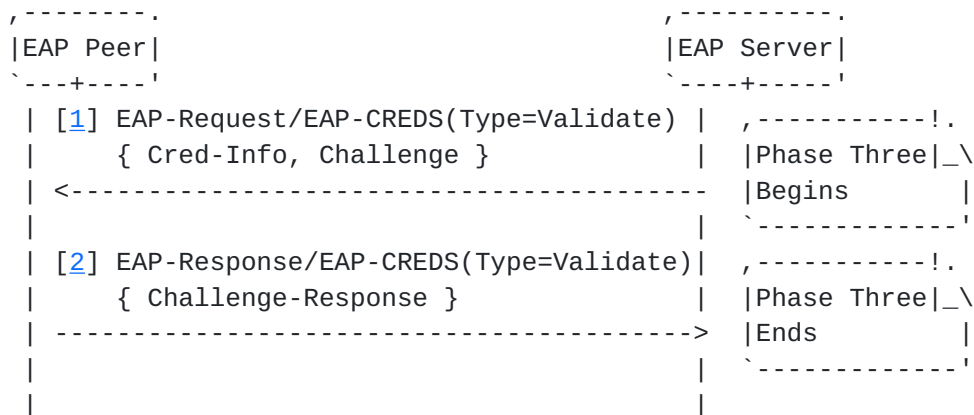 ,--------.                                ,----------.
|EAP Peer|                                |EAP Server|
`---+----'                                `----+-----'
 | [1] EAP-Request/EAP-CREDS(Type=Validate) |  ,-----------!.
 |     { Cred-Info, Challenge }             |  |Phase Three|_\
 | <-----------------------------------------  |Begins       |
 |                                          |  `-------------'
 | [2] EAP-Response/EAP-CREDS(Type=Validate)|  ,-----------!.
 |     { Challenge-Response }               |  |Phase Three|_\
 | ----------------------------------------->  |Ends         |
 |                                          |  `-------------'
 |                                          |